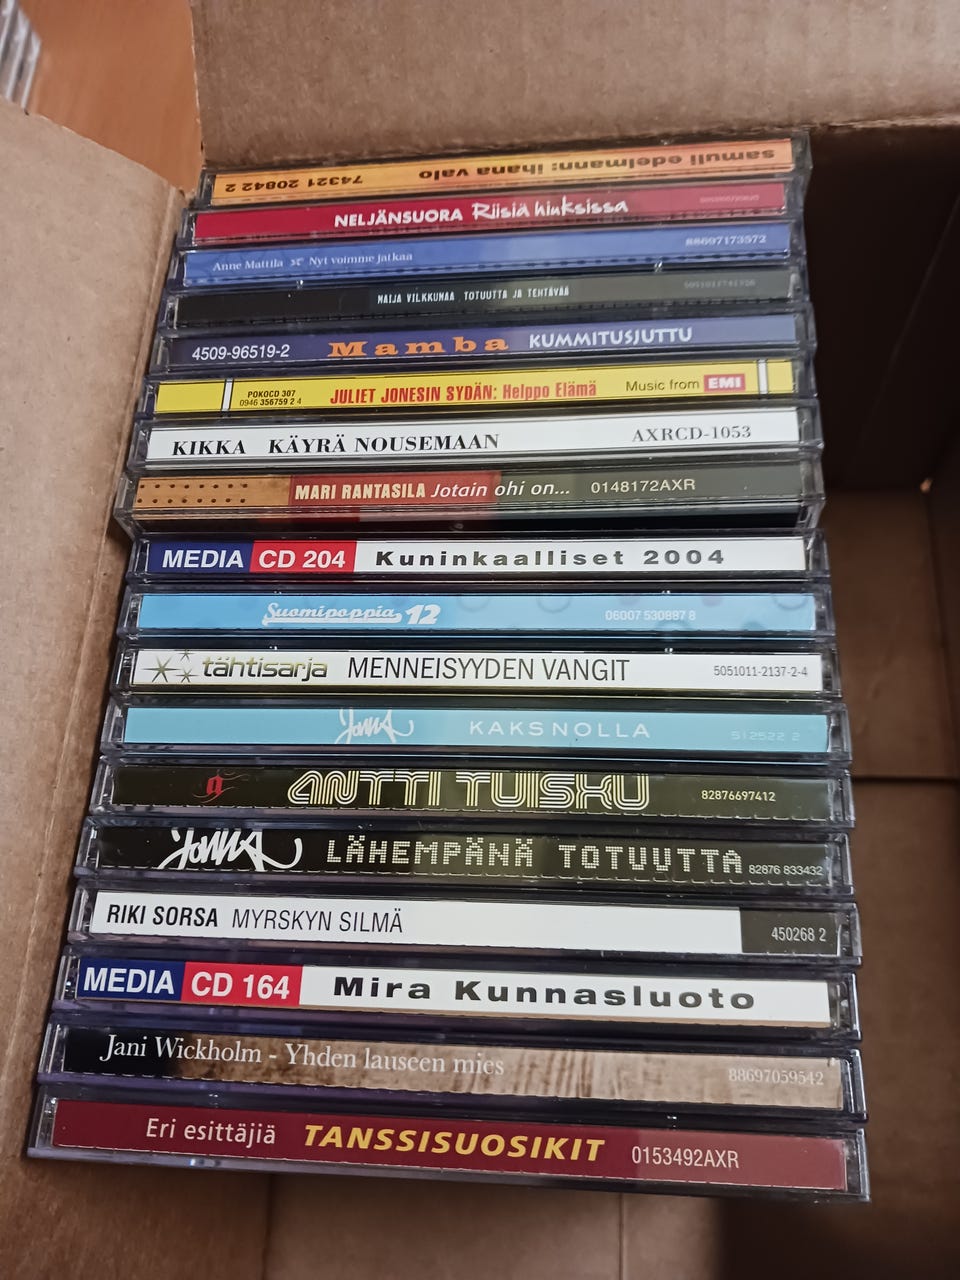 samuli edelmann: ihana valo 74321 20842 2
NELJÄNSUORA Riisiä hiuksissa
Anne Mattila Nyt voimme jatkaa 88697173572
MAIJA VILKKUMAA TOTUUTTA JA TEHTÄVÄÄ
4509-96519-2 Mamba KUMMITUSJUTTU
POKOCD 307
0946 356759 2 4
JULIET JONESIN SYDÄN: Helppo Elämä Music from EMI
KIKKA KÄYRÄ NOUSEMAAN AXRCD-1053
MARI RANTASILA Jotain ohi on... 0148172AXR
MEDIA CD 204 Kuninkaalliset 2004
Suomipoppia 12 06007 530887 8
tähtisarja MENNEISYYDEN VANGIT 5051011-2137-2-4
Jonna KAKSNOLLA 512522 2
a ANTTI TUISKU 82876697412
Jonna LÄHEMPÄNÄ TOTUUTTA 82876 833432
RIKI SORSA MYRSKYN SILMÄ 450268 2
MEDIA CD 164 Mira Kunnasluoto
Jani Wickholm - Yhden lauseen mies 88697059542
Eri esittäjiä TANSSISUOSIKIT 0153492AXR